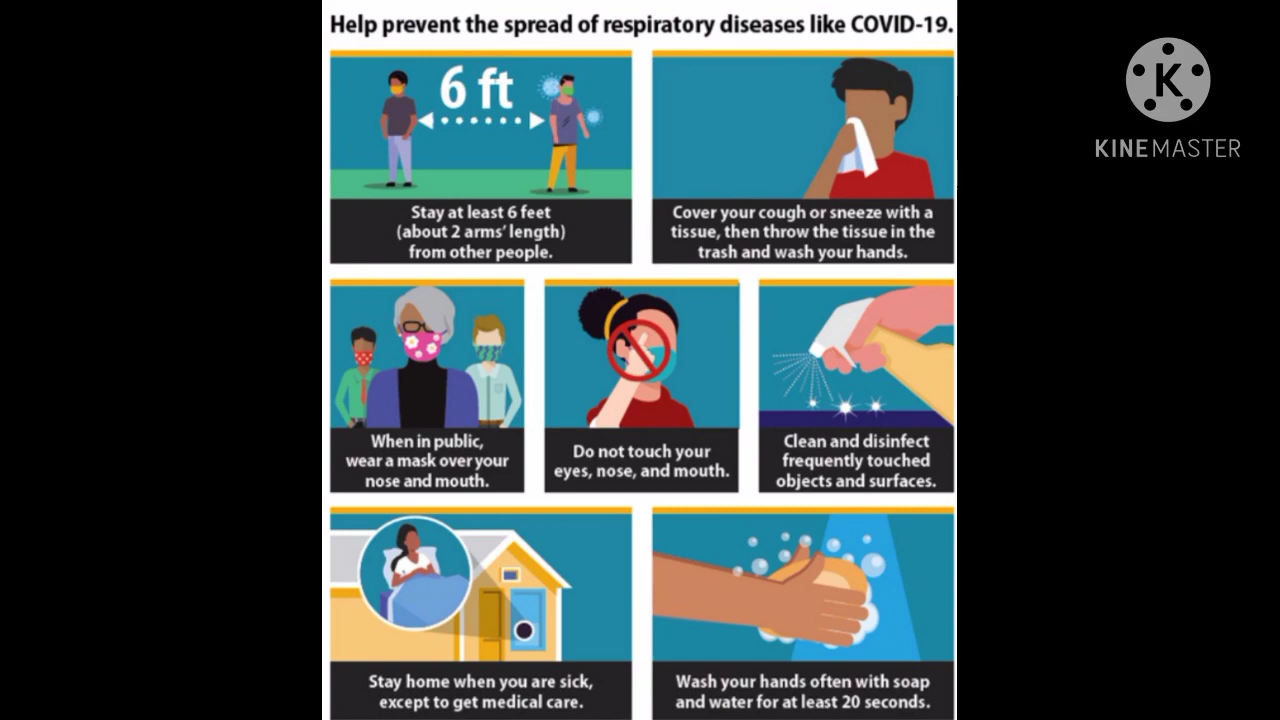 Help prevent the spread of respiratory diseases like COVID-19.
6 ft
Stay at least 6 feet
(about 2 arms' length)
from other people.
Cover your cough or sneeze with a
tissue, then throw the tissue in the
trash and wash your hands.
When in public,
wear a mask over your
nose and mouth.
Do not touch your
eyes, nose, and mouth.
Clean and disinfect
frequently touched
objects and surfaces.
Stay home when you are sick,
except to get medical care.
Wash your hands often with soap
and water for at least 20 seconds.
K
KINEMASTER